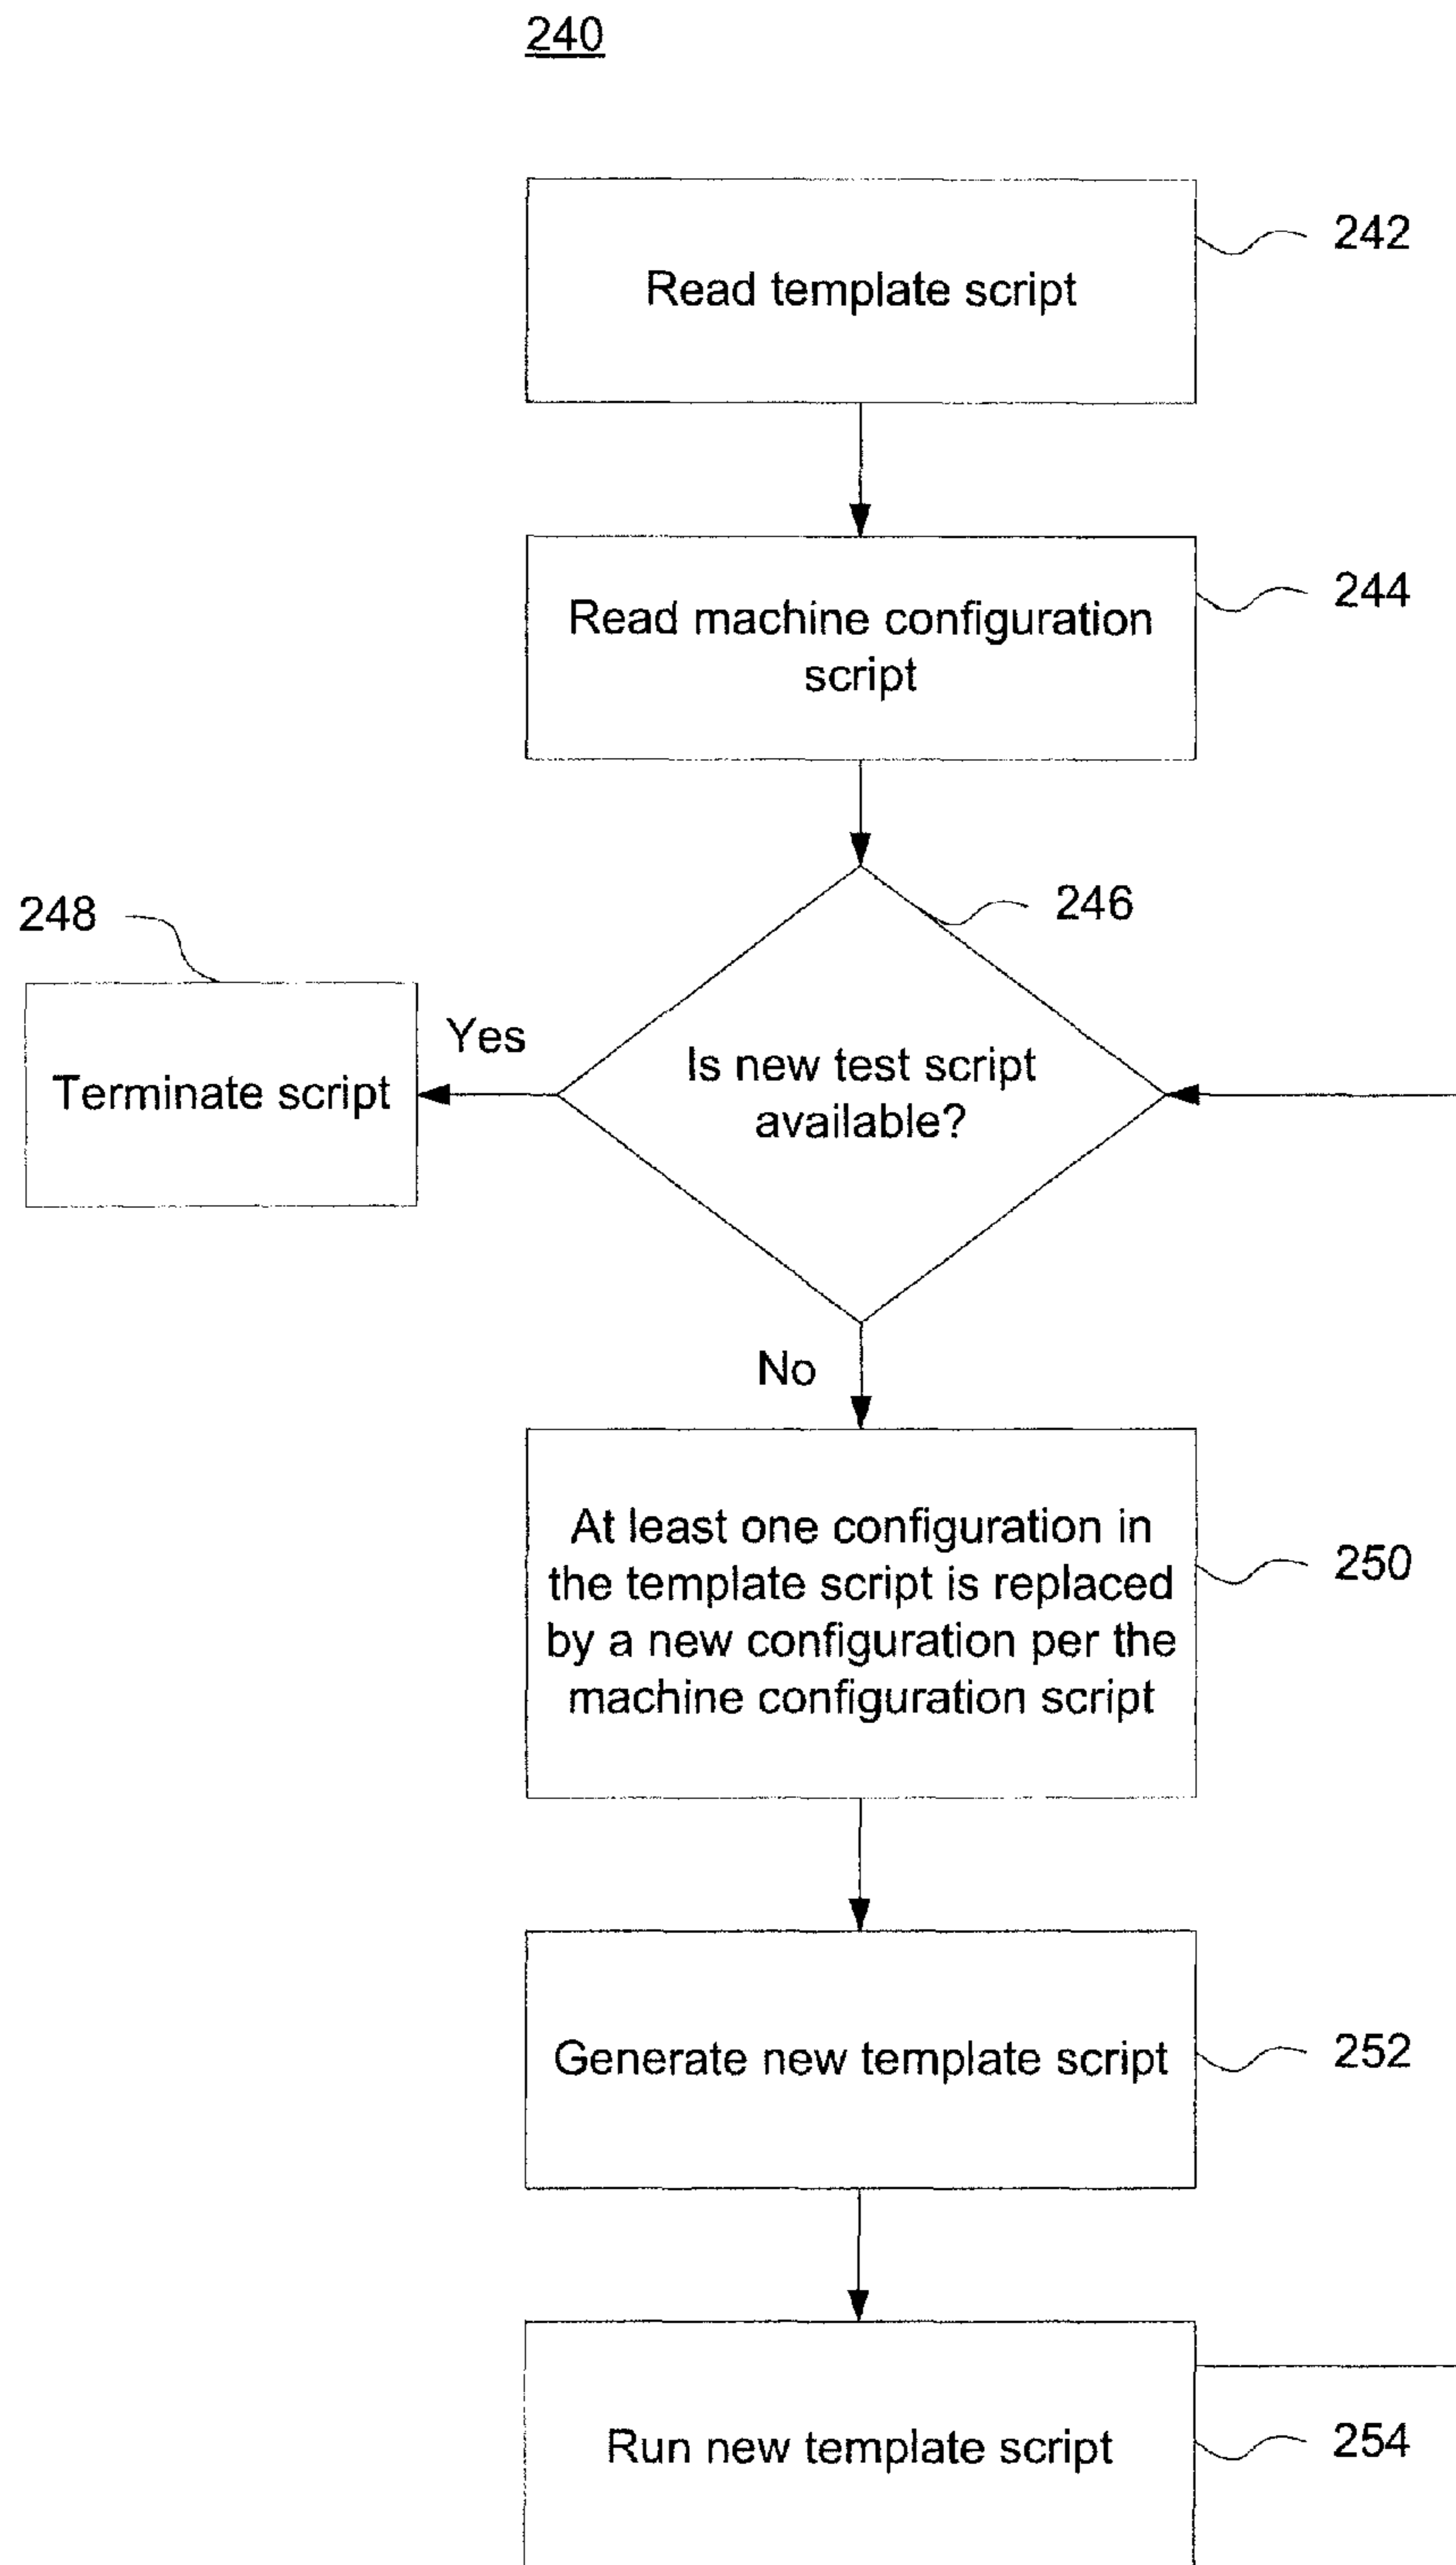 240
Read template script
242
Read machine configuration
script
244
246
248
Yes
Terminate script
Is new test script
available?
No
At least one configuration in
the template script is replaced
by a new configuration per the
machine configuration script
250
Generate new template script
252
Run new template script
254